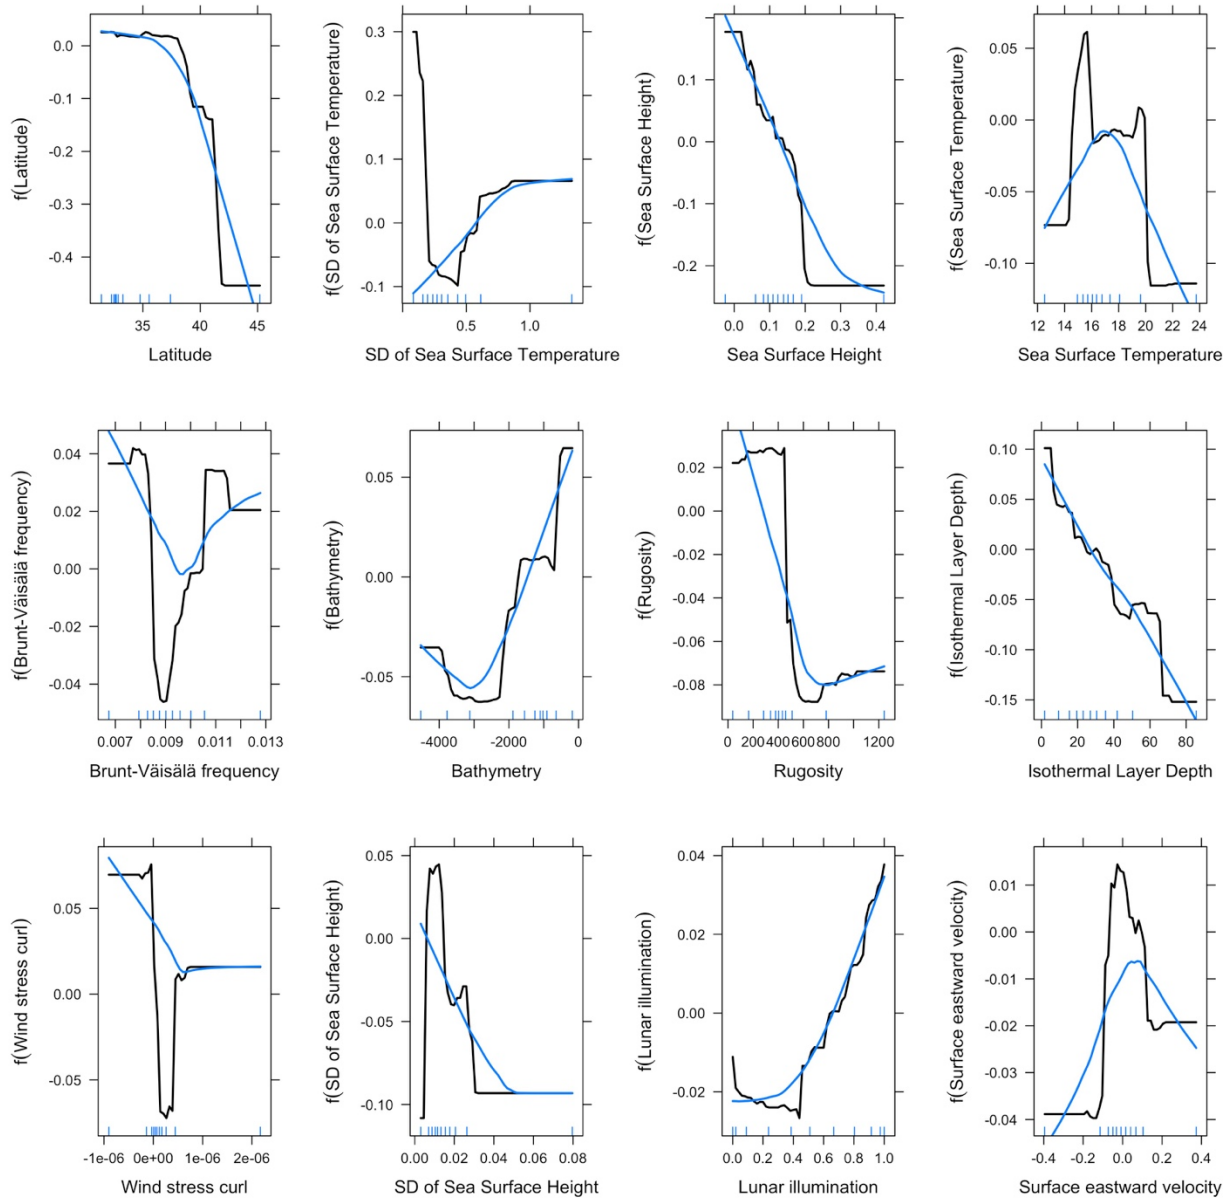 f(Latitude)
0.0
-0.1
-0.2
-0.3
-0.4
35 40 45
Latitude
f(SD of Sea Surface Temperature)
0.3
0.2
0.1
0.0
-0.1
0.5 1.0
SD of Sea Surface Temperature
f(Sea Surface Height)
0.1
0.0
-0.1
-0.2
0.0 0.1 0.2 0.3 0.4
Sea Surface Height
f(Sea Surface Temperature)
0.05
0.00
-0.05
-0.10
12 14 16 18 20 22 24
Sea Surface Temperature
f(Brunt-Väisälä frequency)
0.04
0.02
0.00
-0.02
-0.04
0.007 0.009 0.011 0.013
Brunt-Väisälä frequency
f(Bathymetry)
0.05
0.00
-0.05
-4000 -2000 0
Bathymetry
f(Rugosity)
0.02
0.00
-0.02
-0.04
-0.06
-0.08
0 200 400 600 800 1200
Rugosity
f(Isothermal Layer Depth)
0.10
0.05
0.00
-0.05
-0.10
-0.15
0 20 40 60 80
Isothermal Layer Depth
f(Wind stress curl)
0.05
0.00
-0.05
-1e-06 0e+00 1e-06 2e-06
Wind stress curl
f(SD of Sea Surface Height)
0.05
0.00
-0.05
-0.10
0.00 0.02 0.04 0.06 0.08
SD of Sea Surface Height
f(Lunar illumination)
0.04
0.02
0.00
-0.02
0.0 0.2 0.4 0.6 0.8 1.0
Lunar illumination
f(Surface eastward velocity)
0.01
0.00
-0.01
-0.02
-0.03
-0.04
-0.4 -0.2 0.0 0.2 0.4
Surface eastward velocity